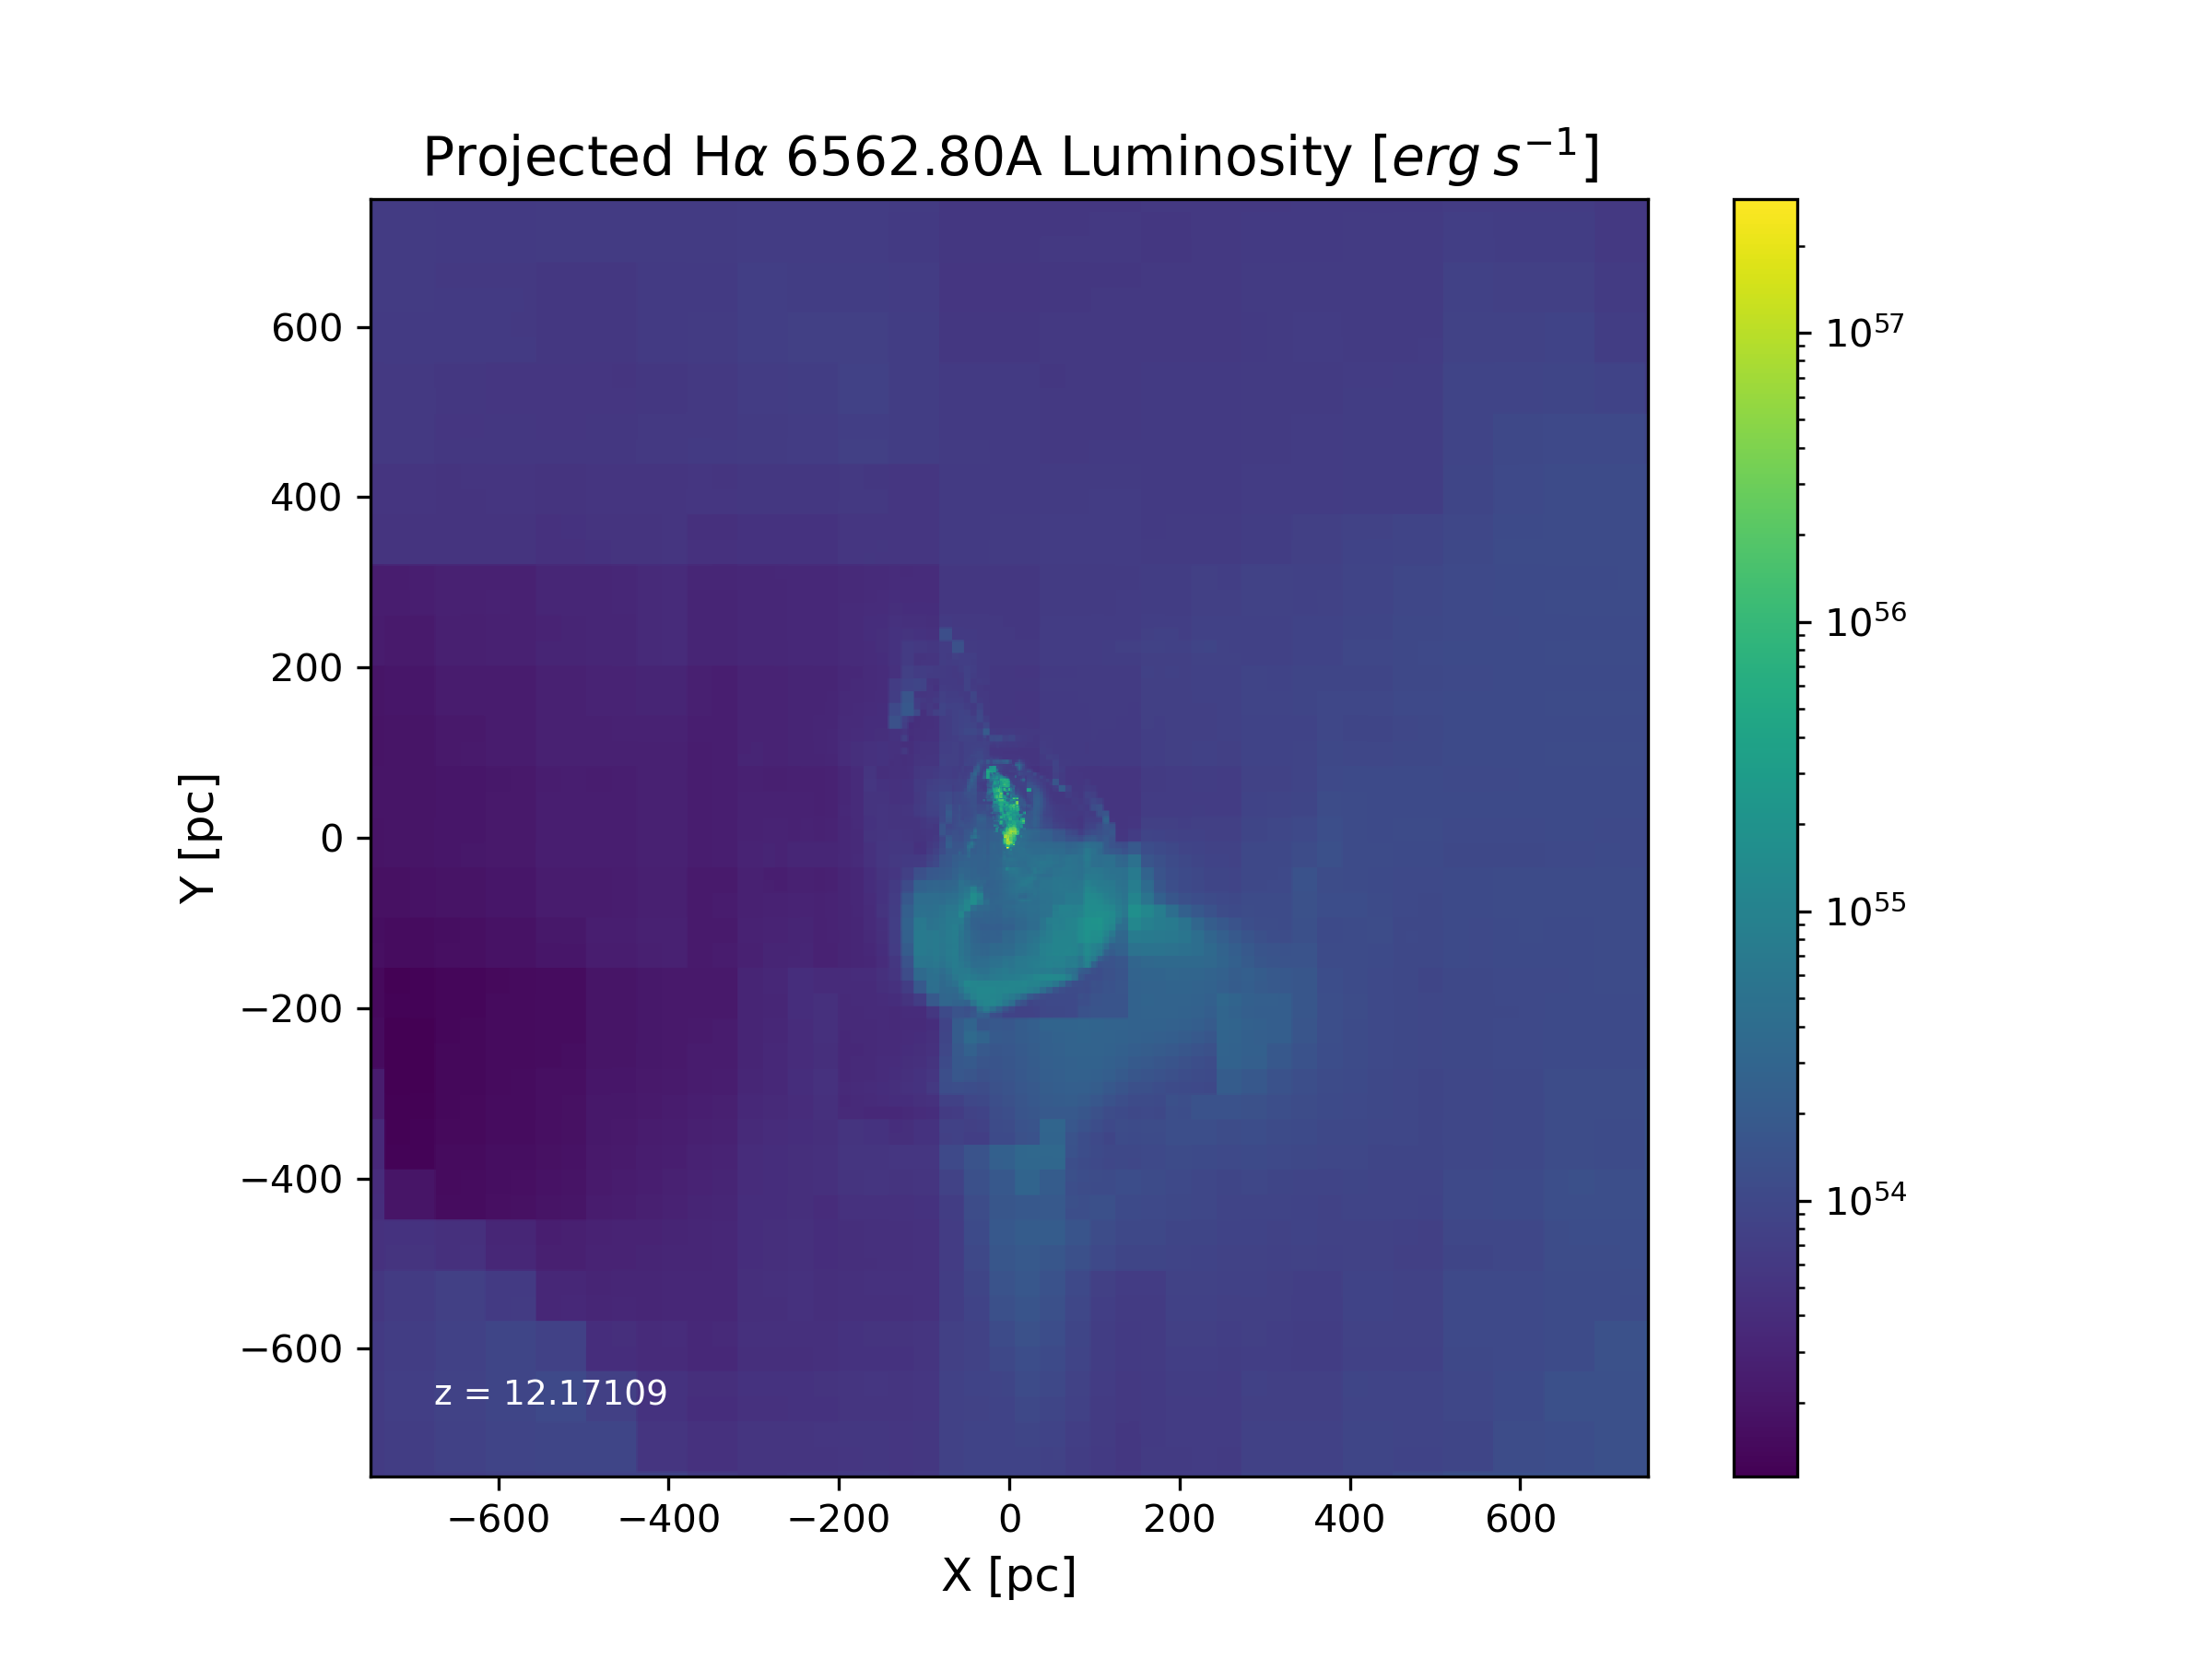 Projected Hα 6562.80A Luminosity [erg s⁻¹]
600
400
200
0
−200
−400
−600
Y [pc]
z = 12.17109
−600 −400 −200 0 200 400 600
X [pc]
10⁵⁷
10⁵⁶
10⁵⁵
10⁵⁴